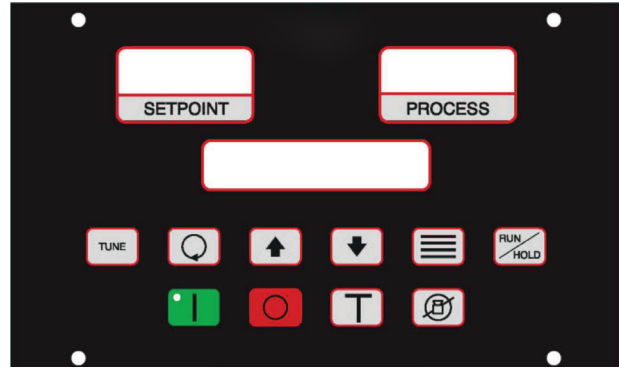 SETPOINT
PROCESS
TUNE
RUN/
HOLD
T